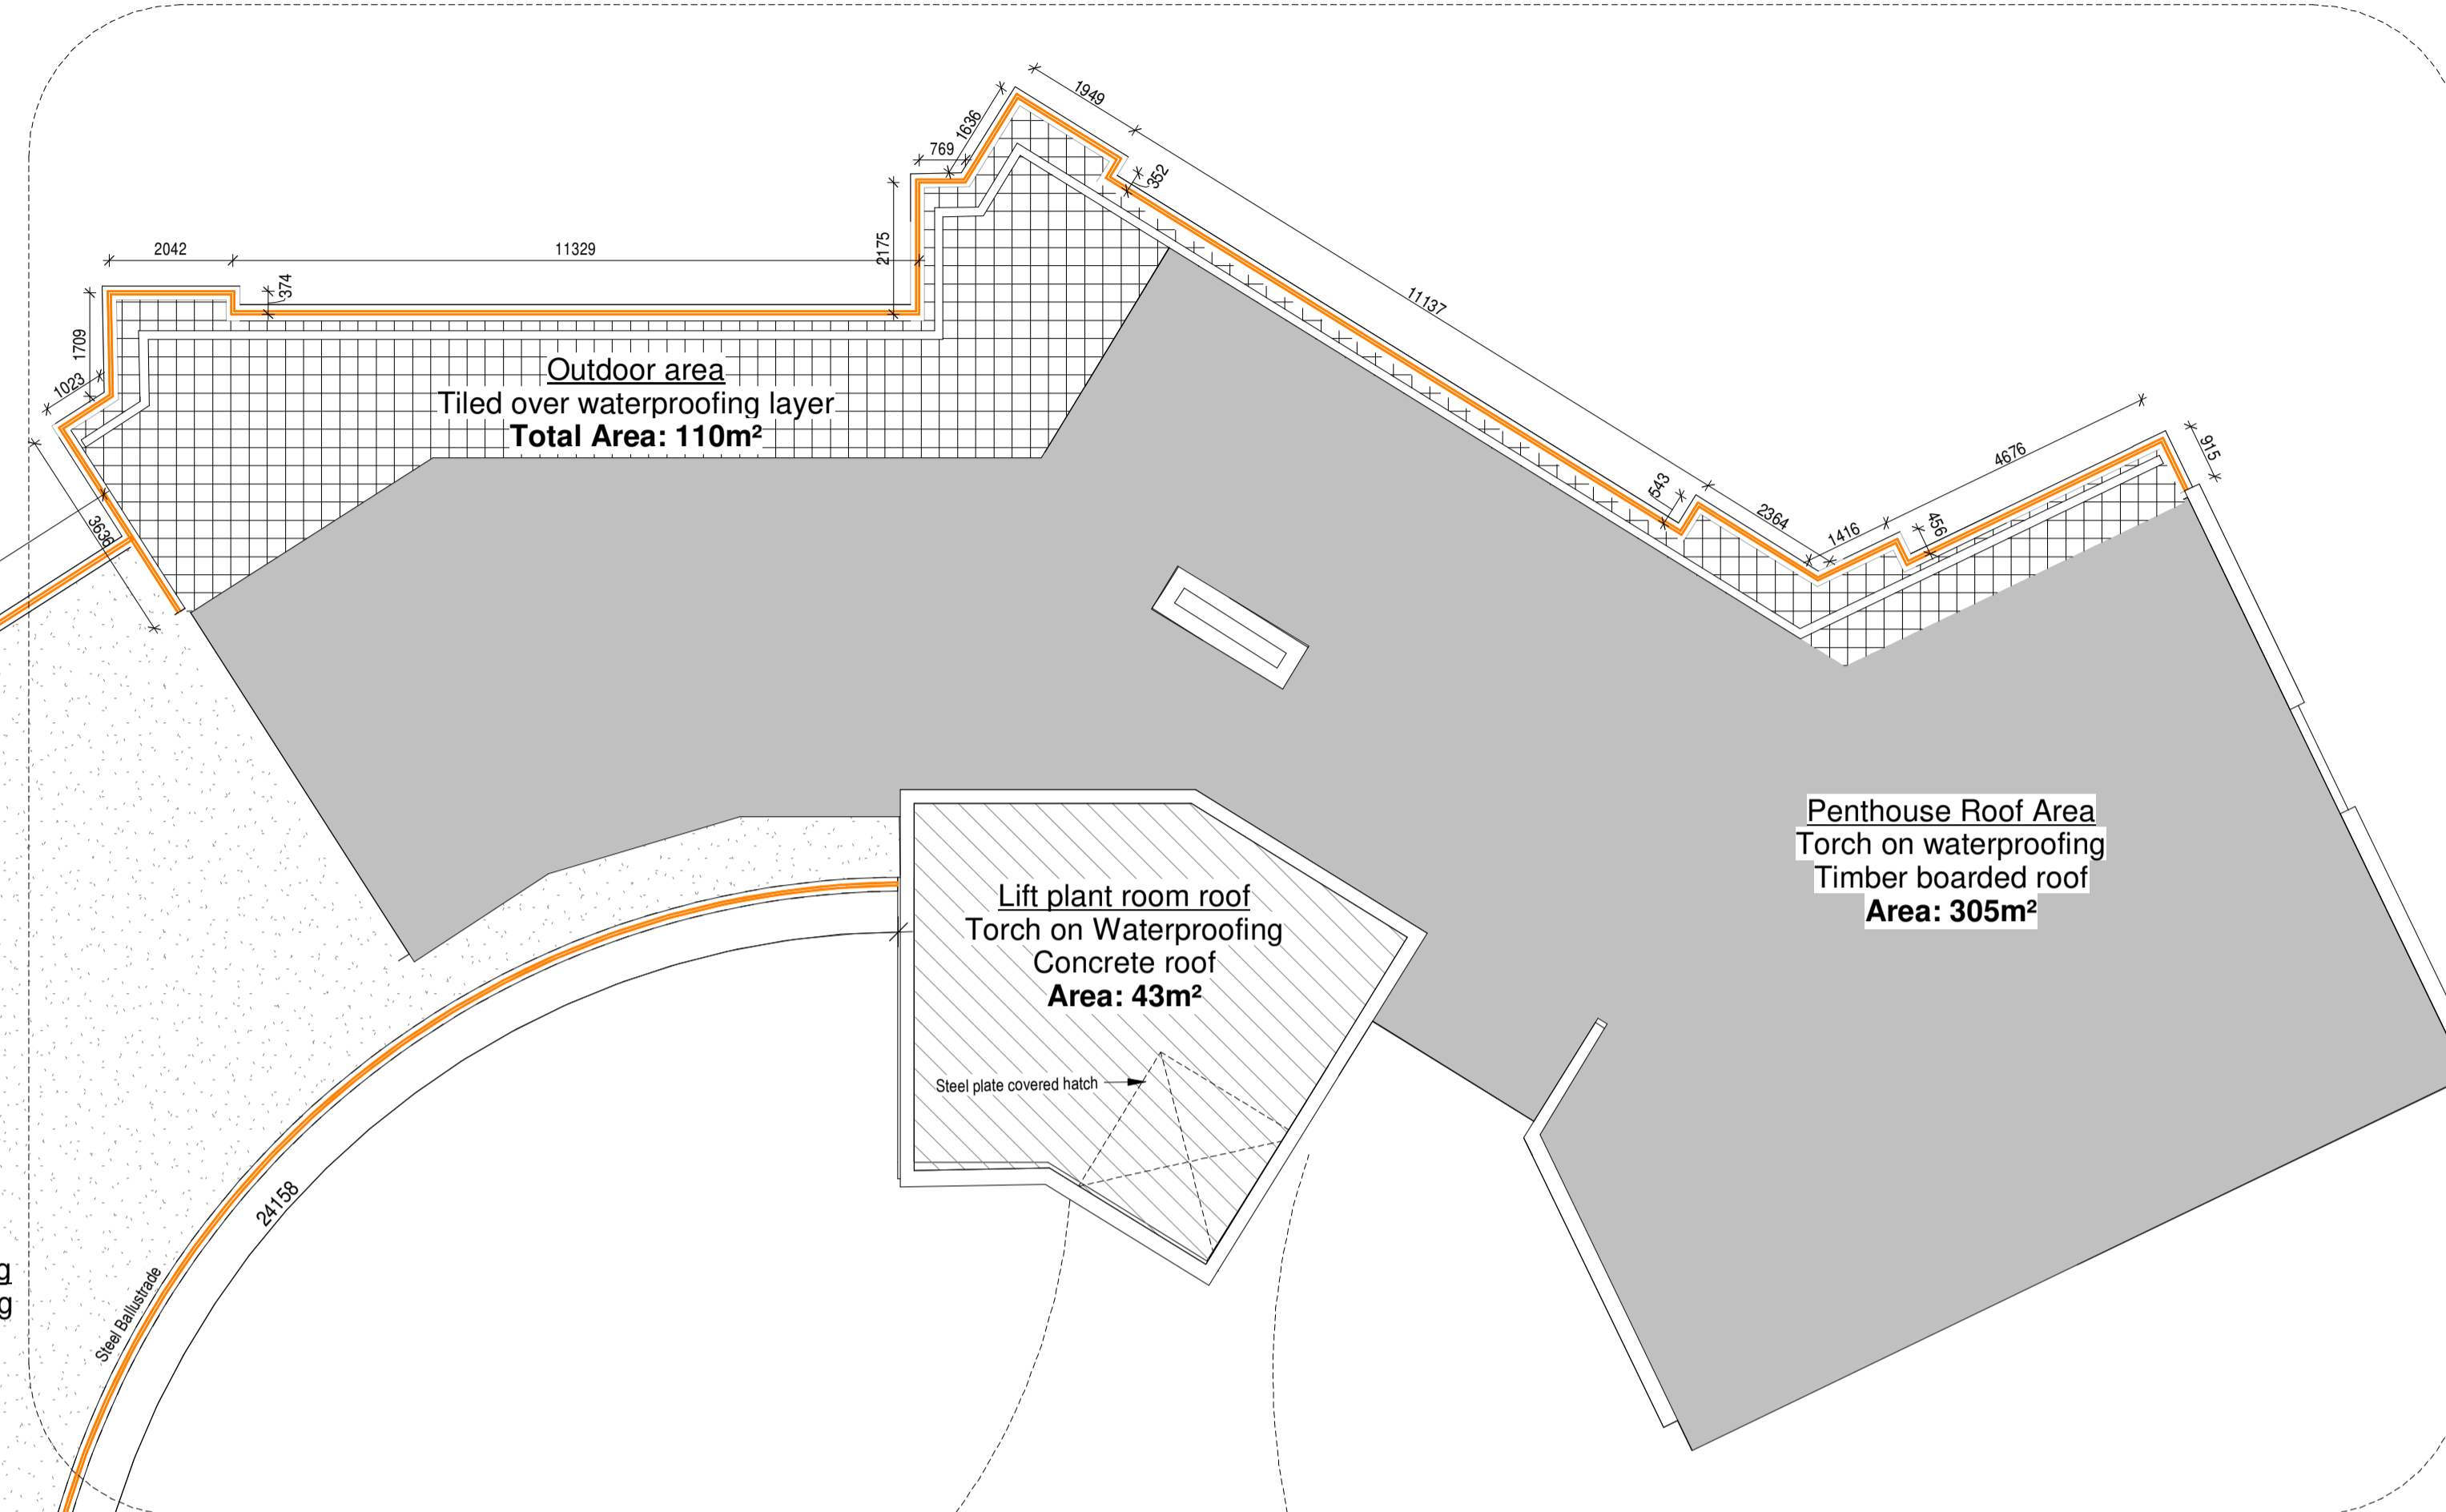 1949
1636
769
352
2175
2042
11329
374
11137
1709
1023
Outdoor area
Tiled over waterproofing layer
Total Area: 110m²
3636
543
2364
1416
4676
456
915
Penthouse Roof Area
Torch on waterproofing
Timber boarded roof
Area: 305m²
Lift plant room roof
Torch on Waterproofing
Concrete roof
Area: 43m²
Steel plate covered hatch
24158
Steel Ballustrade
g
g